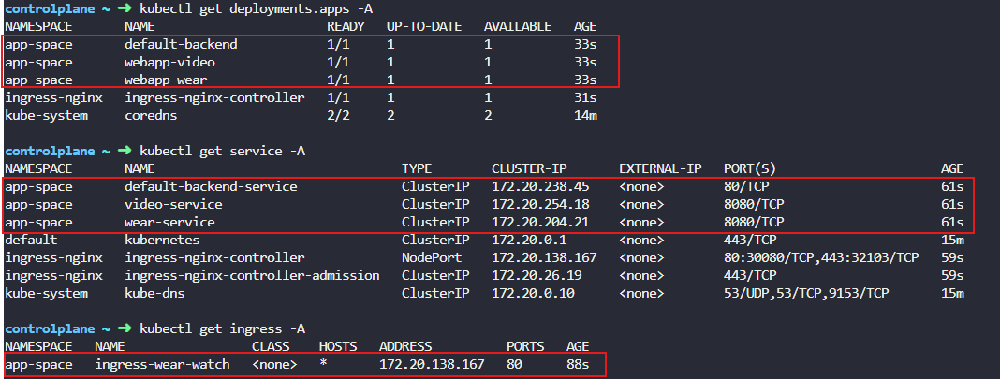 controlplane ~ ➜ kubectl get deployments.apps -A
NAMESPACE NAME READY UP-TO-DATE AVAILABLE AGE
app-space default-backend 1/1 1 1 33s
app-space webapp-video 1/1 1 1 33s
app-space webapp-wear 1/1 1 1 33s
ingress-nginx ingress-nginx-controller 1/1 1 1 31s
kube-system coredns 2/2 2 2 14m
controlplane ~ ➜ kubectl get service -A
NAMESPACE NAME TYPE CLUSTER-IP EXTERNAL-IP PORT(S) AGE
app-space default-backend-service ClusterIP 172.20.238.45 <none> 80/TCP 61s
app-space video-service ClusterIP 172.20.254.18 <none> 8080/TCP 61s
app-space wear-service ClusterIP 172.20.204.21 <none> 8080/TCP 61s
default kubernetes ClusterIP 172.20.0.1 <none> 443/TCP 15m
ingress-nginx ingress-nginx-controller NodePort 172.20.138.167 <none> 80:30080/TCP,443:32103/TCP 59s
ingress-nginx ingress-nginx-controller-admission ClusterIP 172.20.26.19 <none> 443/TCP 59s
kube-system kube-dns ClusterIP 172.20.0.10 <none> 53/UDP,53/TCP,9153/TCP 15m
controlplane ~ ➜ kubectl get ingress -A
NAMESPACE NAME CLASS HOSTS ADDRESS PORTS AGE
app-space ingress-wear-watch <none> * 172.20.138.167 80 88s